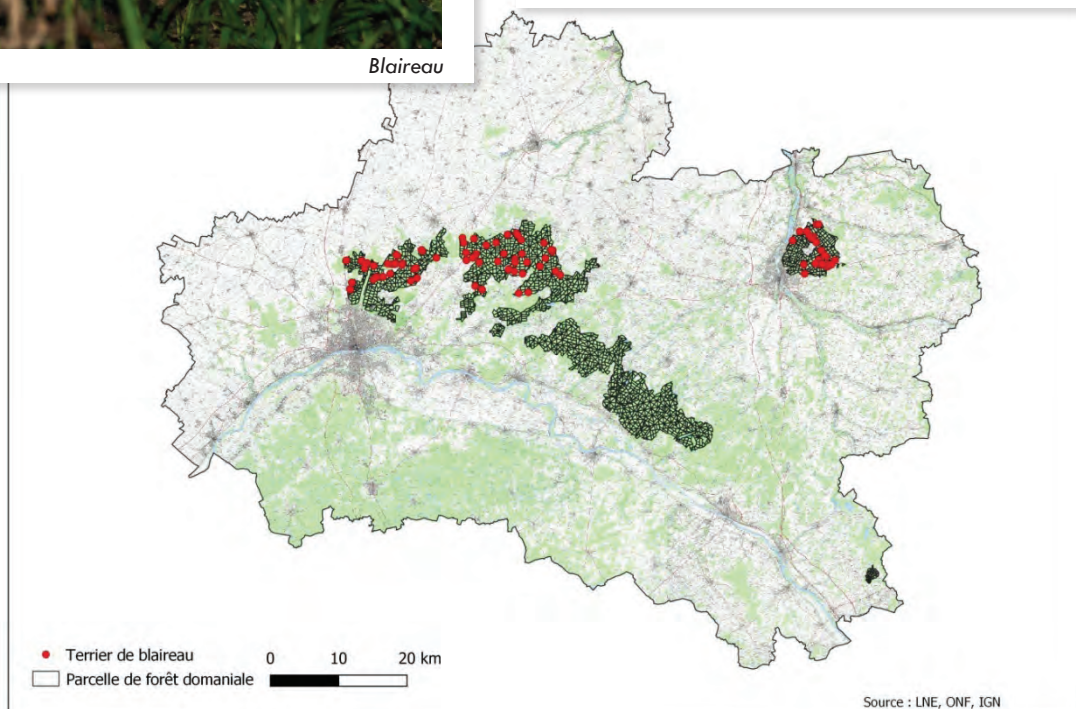 Blaireau
Terrier de blaireau
Parcelle de forêt domaniale
0 10 20 km
Source : LNE, ONF, IGN